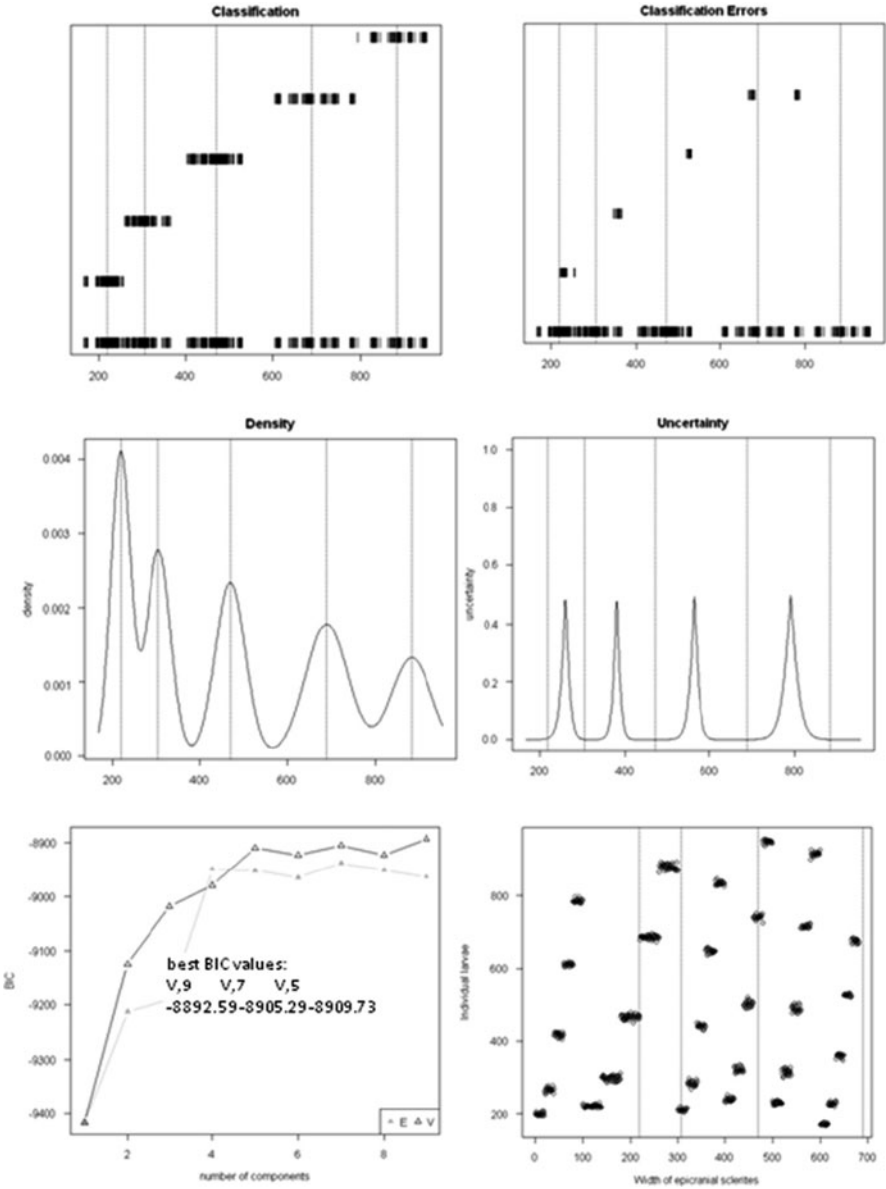 Classification
200 400 600 800
Classification Errors
200 400 600 800
Density
density
0.004
0.003
0.002
0.001
0.000
200 400 600 800
Uncertainty
uncertainty
1.0
0.8
0.6
0.4
0.2
0.0
200 400 600 800
BIC
-8900
-9000
-9100
-9200
-9300
-9400
best BIC values:
V,9 V,7 V,5
-8892.59-8905.29-8909.73
E V
2 4 6 8
number of components
Individual larvae
800
600
400
200
0 100 200 300 400 500 600 700
Width of epicranial sclerites